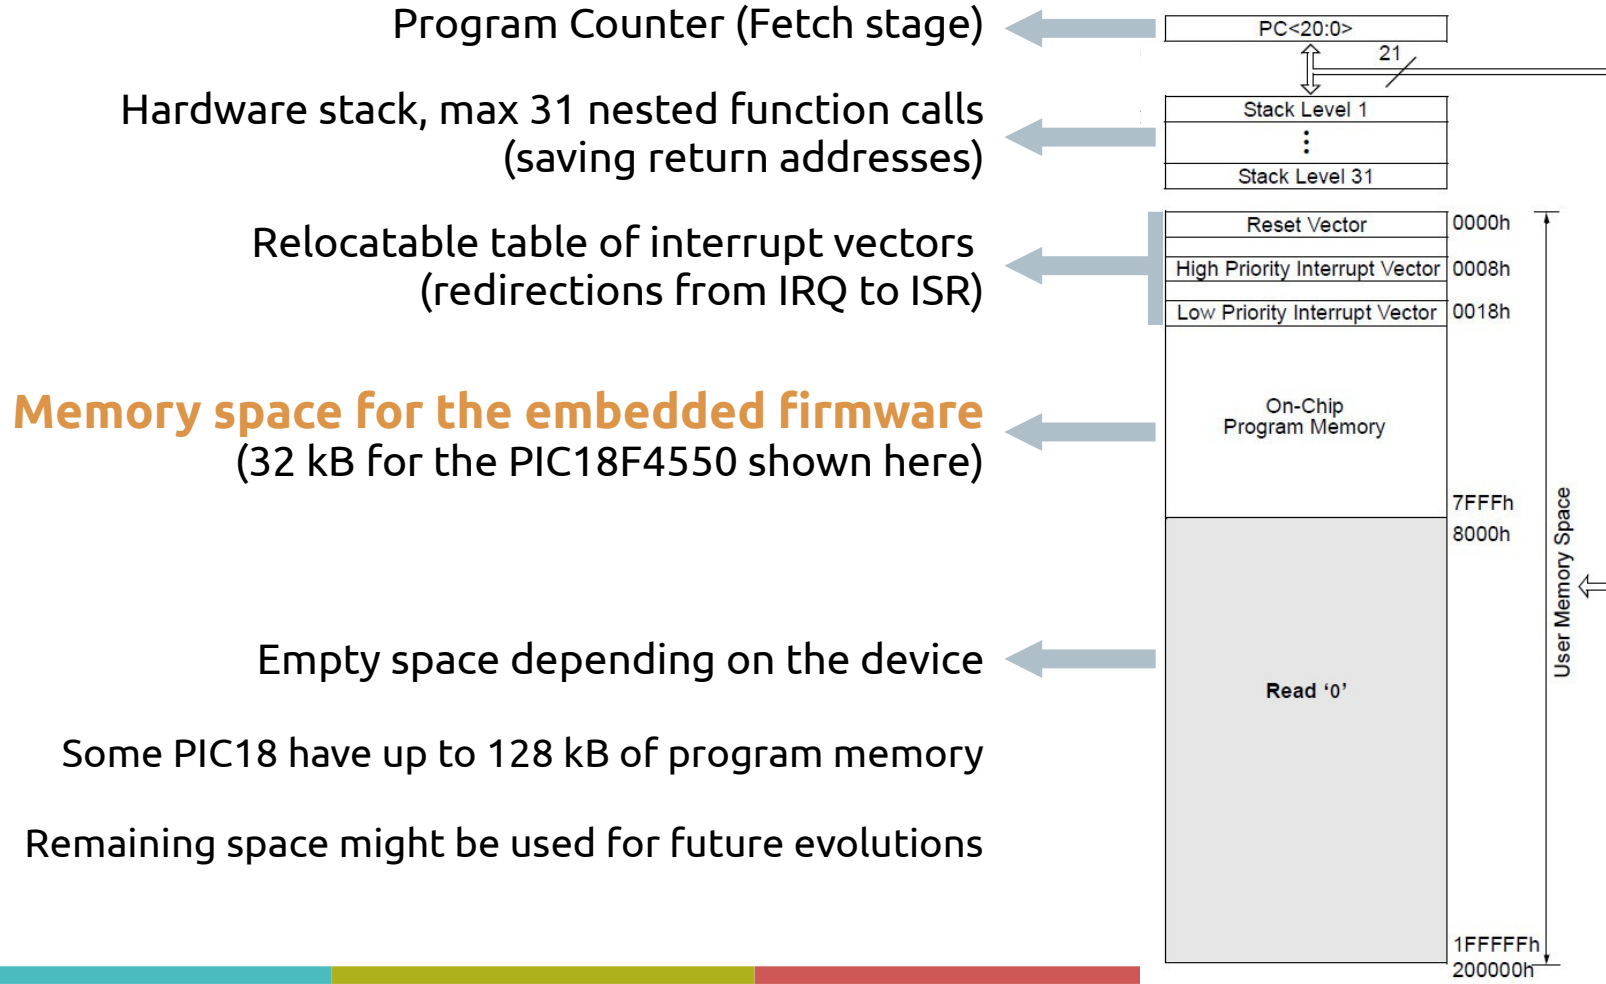 Program Counter (Fetch stage)
PC<20:0>
21
Hardware stack, max 31 nested function calls
(saving return addresses)
Stack Level 1
Stack Level 31
Relocatable table of interrupt vectors
(redirections from IRQ to ISR)
Reset Vector
0000h
High Priority Interrupt Vector
0008h
Low Priority Interrupt Vector
0018h
Memory space for the embedded firmware
(32 kB for the PIC18F4550 shown here)
On-Chip
Program Memory
7FFFh
8000h
User Memory Space
Empty space depending on the device
Read ‘0’
Some PIC18 have up to 128 kB of program memory
Remaining space might be used for future evolutions
1FFFFFh
200000h